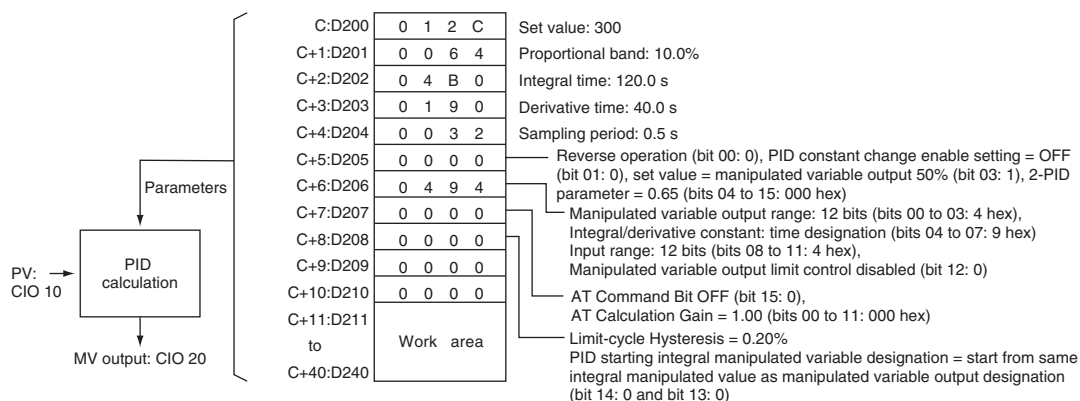 C:D200 0 1 2 C Set value: 300
C+1:D201 0 0 6 4 Proportional band: 10.0%
C+2:D202 0 4 B 0 Integral time: 120.0 s
C+3:D203 0 1 9 0 Derivative time: 40.0 s
C+4:D204 0 0 3 2 Sampling period: 0.5 s
C+5:D205 0 0 0 0
C+6:D206 0 4 9 4
C+7:D207 0 0 0 0
C+8:D208 0 0 0 0
C+9:D209 0 0 0 0
C+10:D210 0 0 0 0
C+11:D211
to
C+40:D240
Work area
Reverse operation (bit 00: 0), PID constant change enable setting = OFF
(bit 01: 0), set value = manipulated variable output 50% (bit 03: 1), 2-PID
parameter = 0.65 (bits 04 to 15: 000 hex)
Manipulated variable output range: 12 bits (bits 00 to 03: 4 hex),
Integral/derivative constant: time designation (bits 04 to 07: 9 hex)
Input range: 12 bits (bits 08 to 11: 4 hex),
Manipulated variable output limit control disabled (bit 12: 0)
AT Command Bit OFF (bit 15: 0),
AT Calculation Gain = 1.00 (bits 00 to 11: 000 hex)
Limit-cycle Hysteresis = 0.20%
PID starting integral manipulated variable designation = start from same
integral manipulated value as manipulated variable output designation
(bit 14: 0 and bit 13: 0)
Parameters
PV:
CIO 10
PID
calculation
MV output: CIO 20